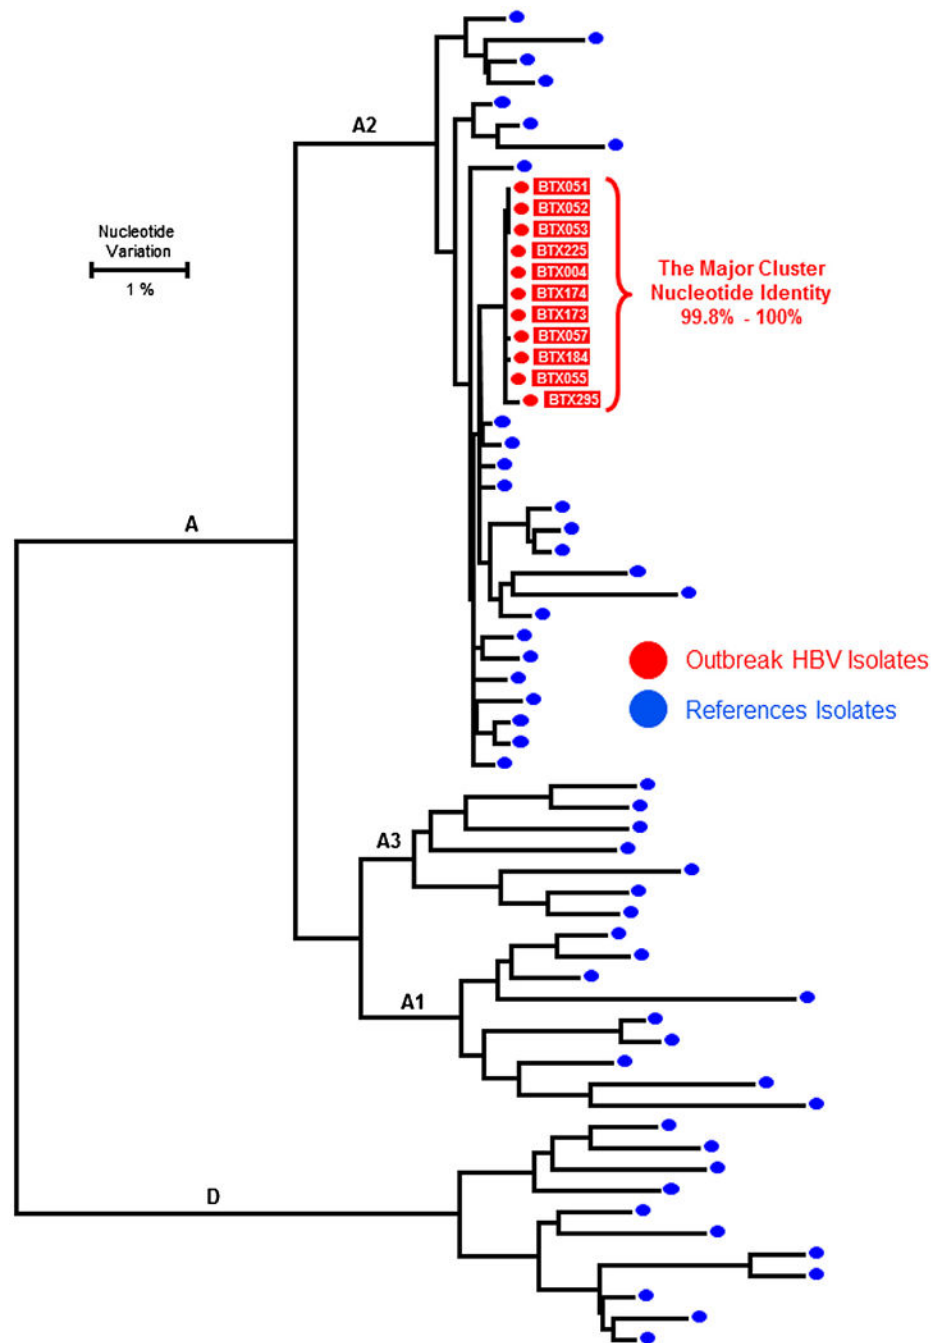 A2
Nucleotide
Variation
1 %
BTX051
BTX052
BTX053
BTX225
BTX004
BTX174
BTX173
BTX057
BTX184
BTX055
BTX295
The Major Cluster
Nucleotide Identity
99.8% - 100%
A
Outbreak HBV Isolates
References Isolates
A3
A1
D